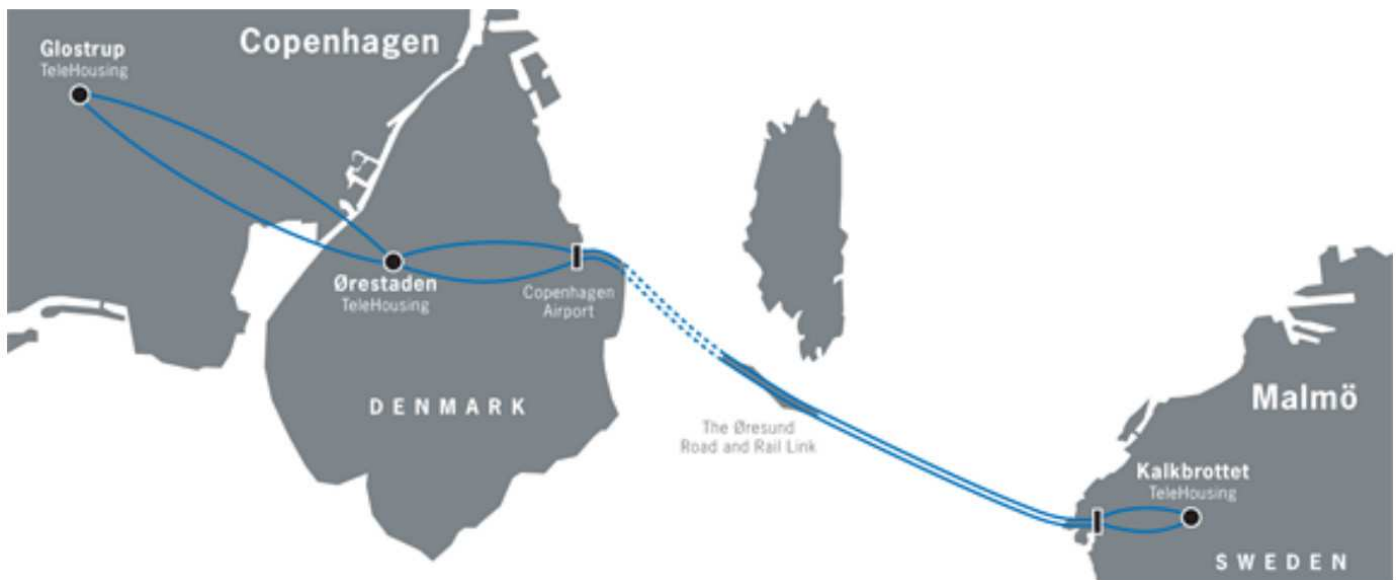 Glostrup
TeleHousing
Copenhagen
Ørestaden
TeleHousing
Copenhagen
Airport
DENMARK
The Øresund
Road and Rail Link
Malmö
Kalkbrottet
TeleHousing
SWEDEN